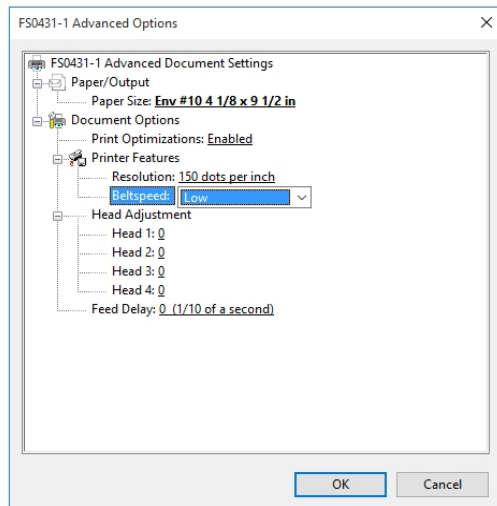 FS0431-1 Advanced Options
FS0431-1 Advanced Document Settings
Paper/Output
Paper Size: Env #10 4 1/8 x 9 1/2 in
Document Options
Print Optimizations: Enabled
Printer Features
Resolution: 150 dots per inch
Beltspeed: Low
Head Adjustment
Head 1: 0
Head 2: 0
Head 3: 0
Head 4: 0
Feed Delay: 0 (1/10 of a second)
OK Cancel